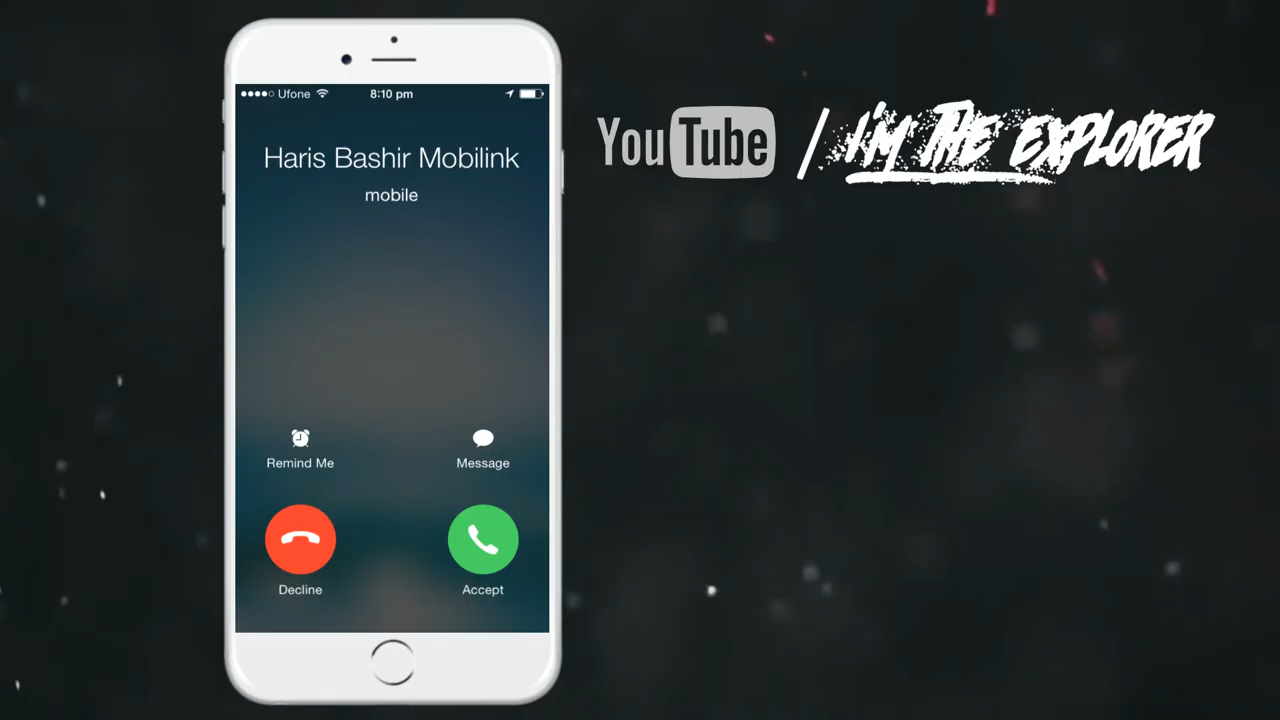 Ufone 8:10 pm
Haris Bashir Mobilink
mobile
Remind Me Message
Decline Accept
YouTube / I'M THE EXPLORER